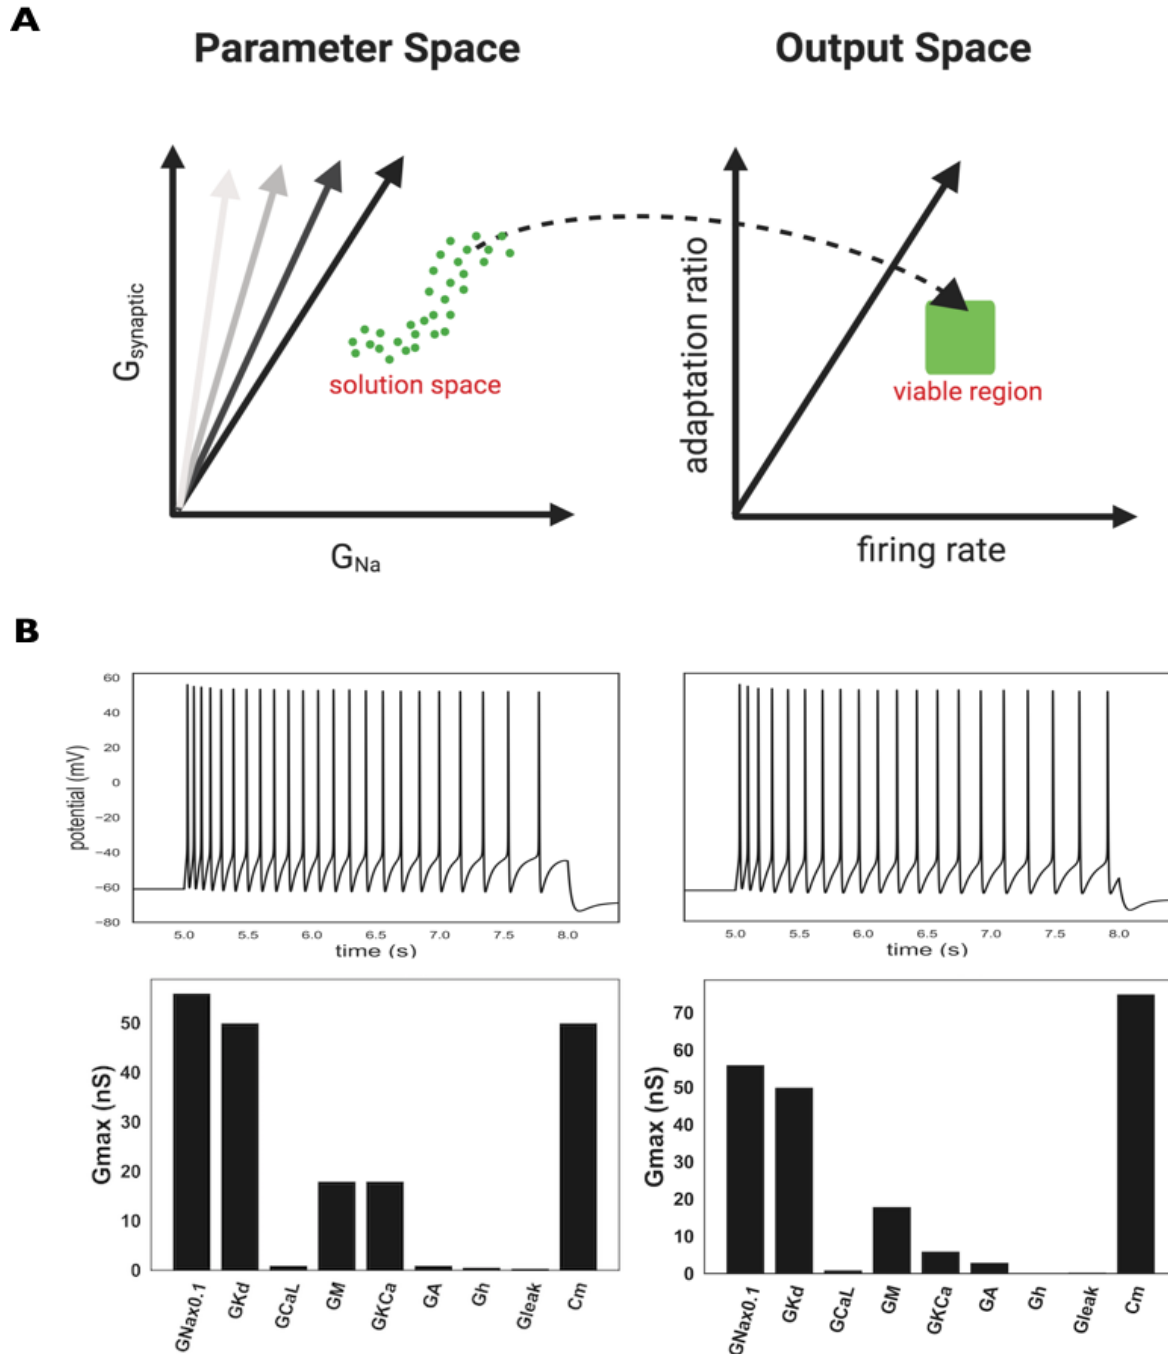 A
Parameter Space
Output Space
Gsynaptic
solution space
GNa
adaptation ratio
viable region
firing rate
B
potential (mV)
60
40
20
0
−20
−40
−60
−80
5.0 5.5 6.0 6.5 7.0 7.5 8.0
time (s)
5.0 5.5 6.0 6.5 7.0 7.5 8.0
time (s)
Gmax (nS)
50
40
30
20
10
0
GNax0.1 GKd GCaL GM GKCa GA Gh Gleak Cm
Gmax (nS)
70
60
50
40
30
20
10
0
GNax0.1 GKd GCaL GM GKCa GA Gh Gleak Cm